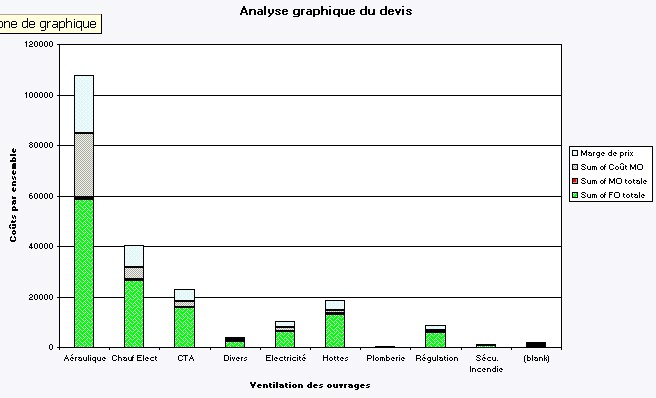 Analyse graphique du devis
one de graphique
120000
100000
80000
60000
40000
20000
0
Coûts par ensemble
Aéraulique
Chauf Elect
CTA
Divers
Electricité
Hottes
Plomberie
Régulation
Sécu.
Incendie
(blank)
Ventilation des ouvrages
Marge de prix
Sum of Coût MO
Sum of MO totale
Sum of FO totale